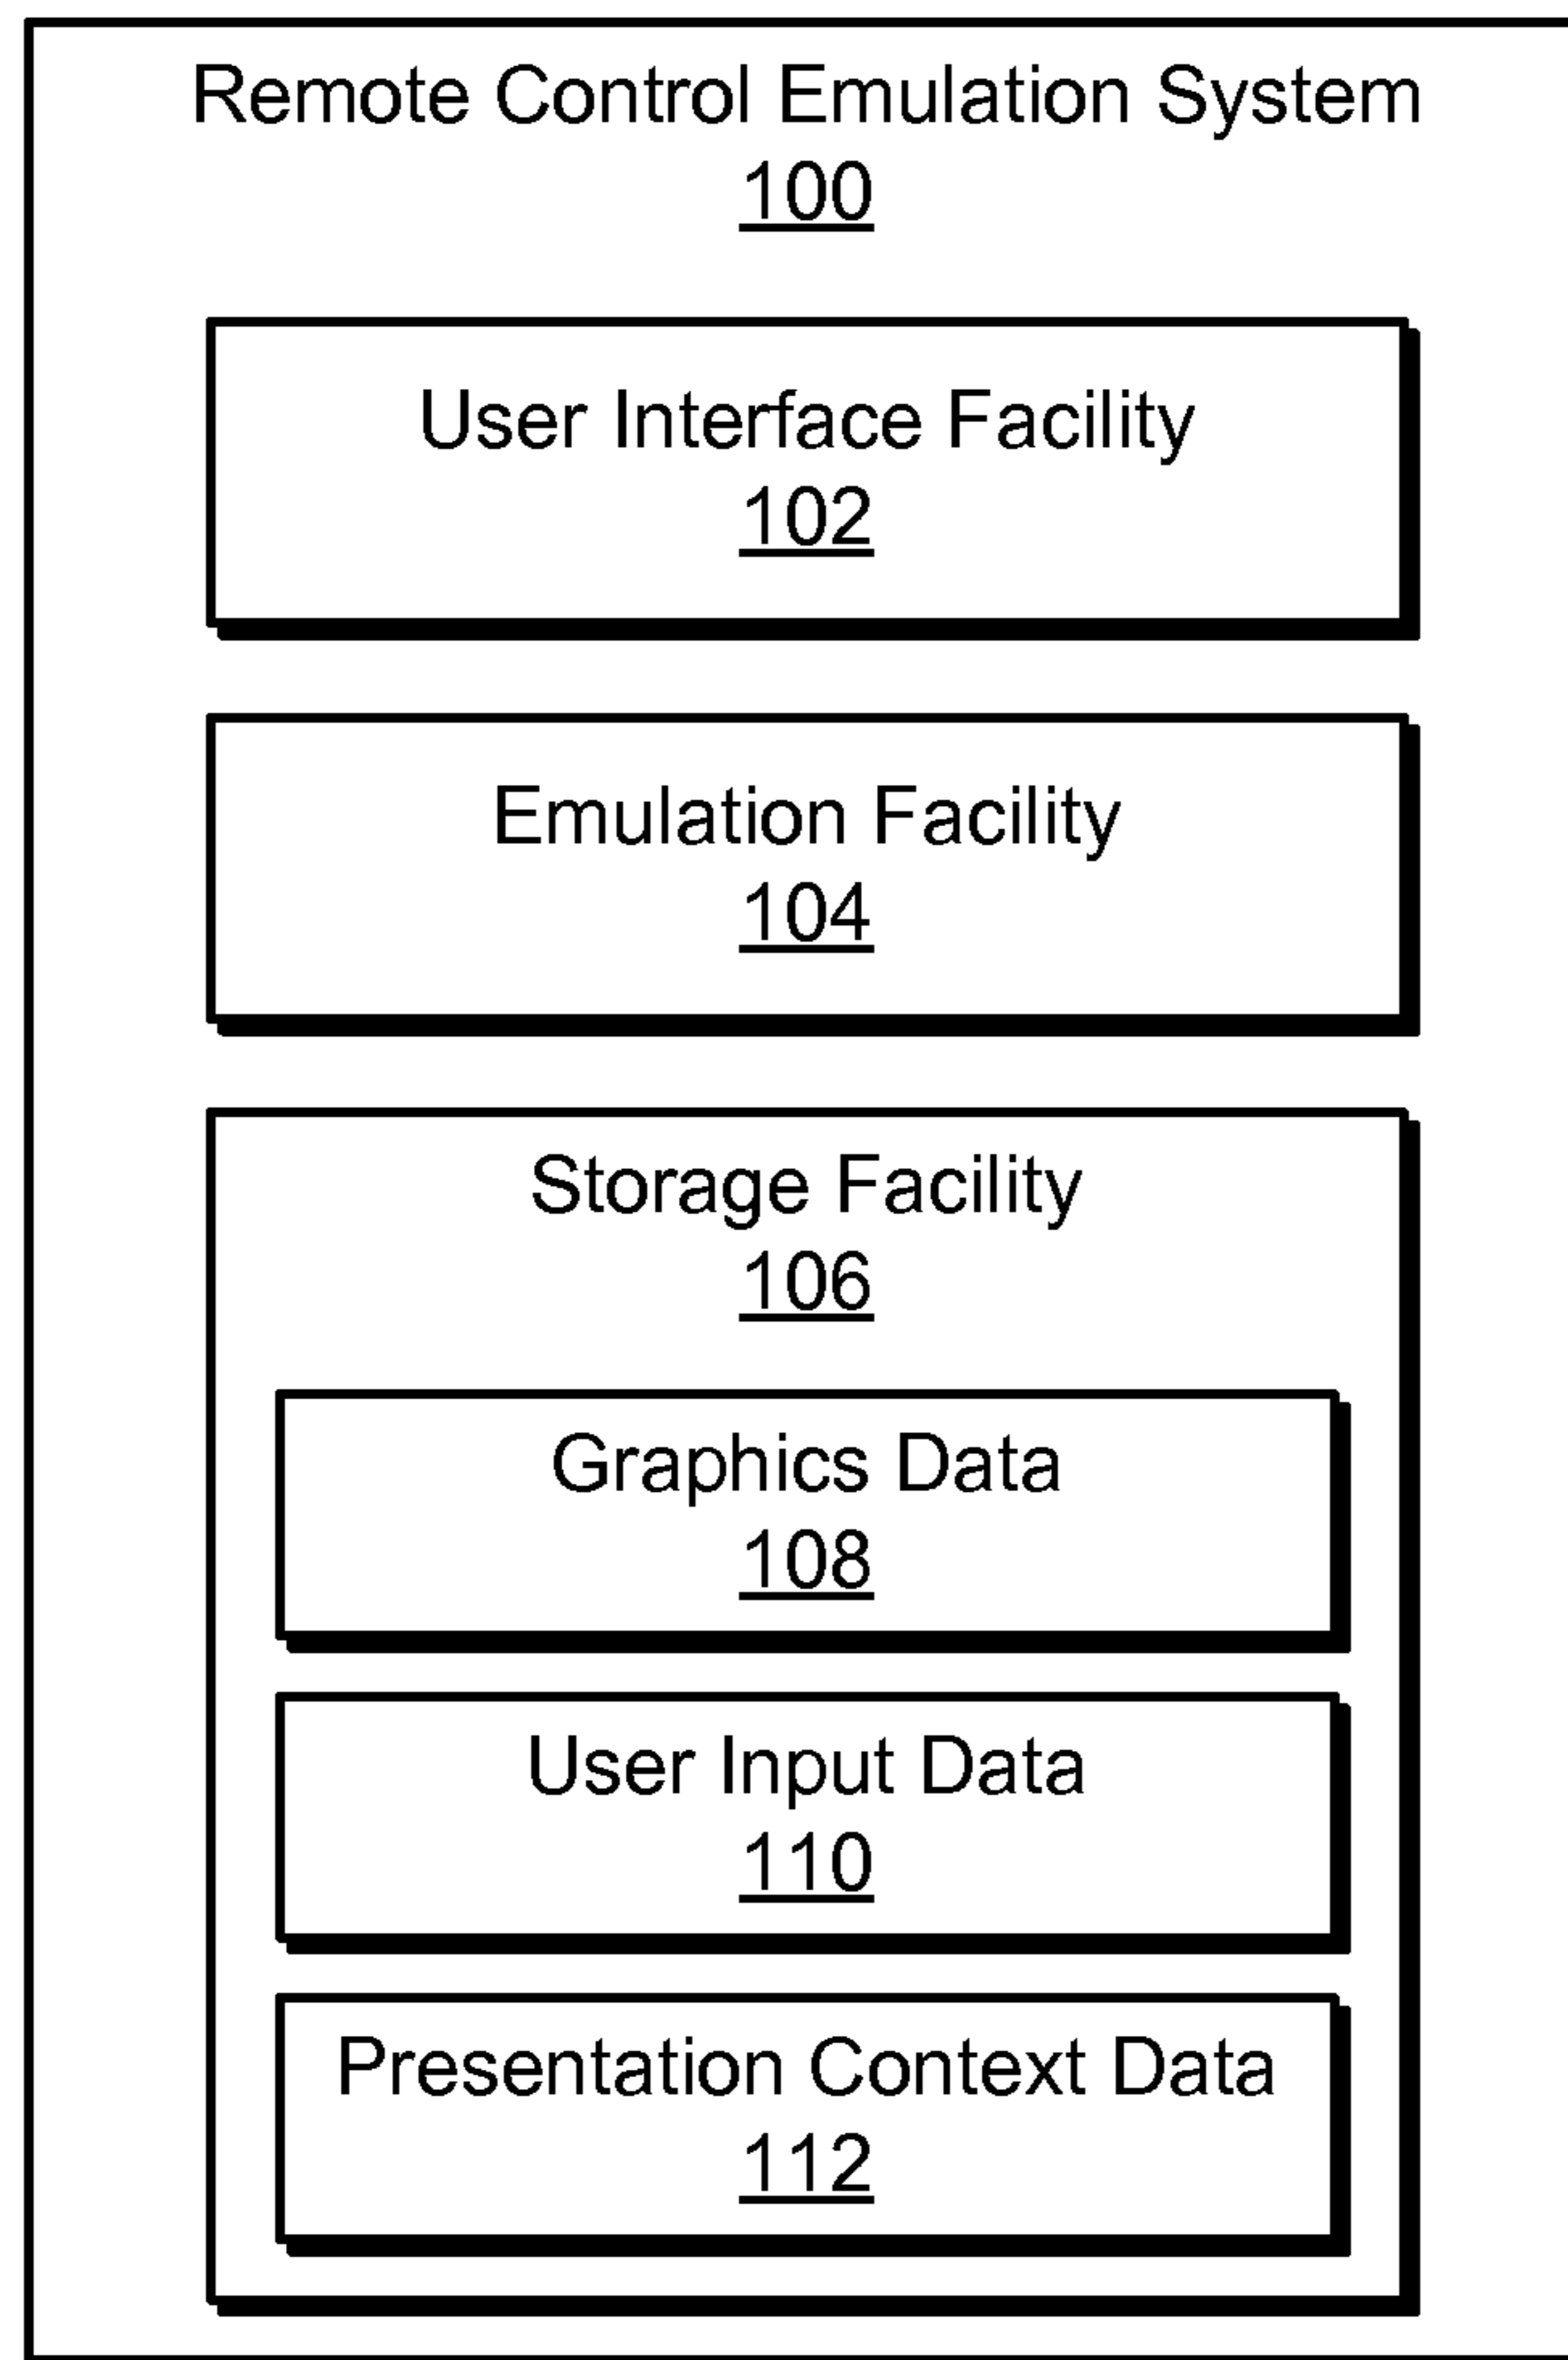 Remote Control Emulation System
100
User Interface Facility
102
Emulation Facility
104
Storage Facility
106
Graphics Data
108
User Input Data
110
Presentation Context Data
112